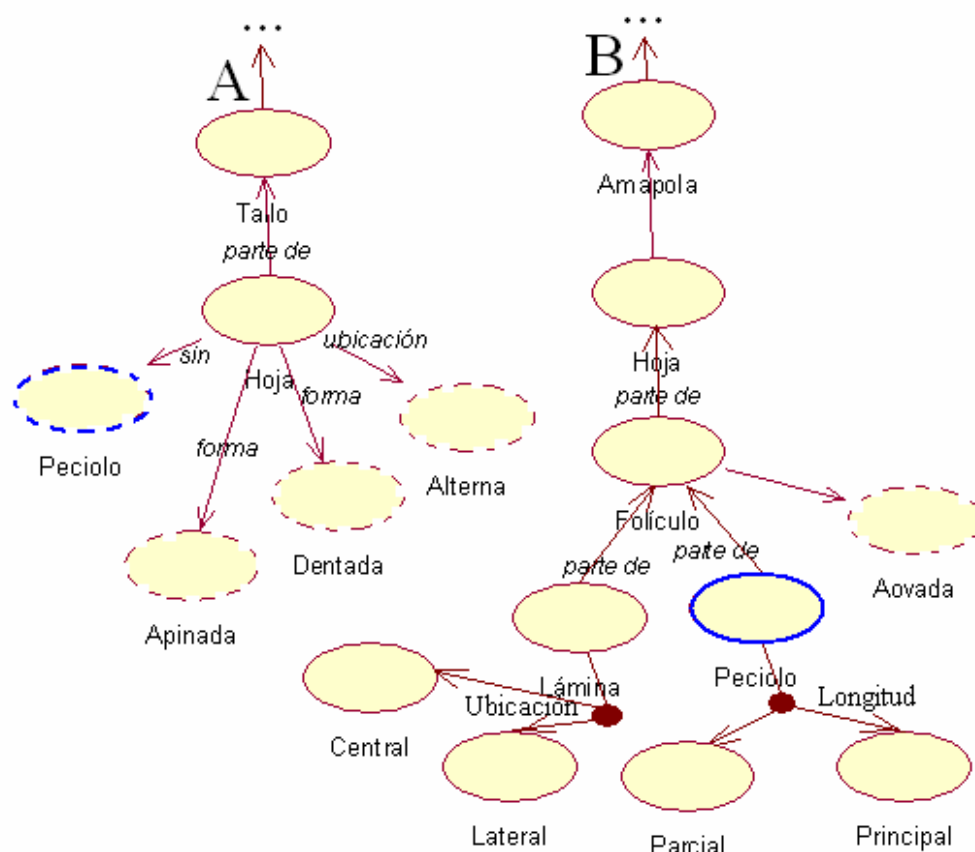 ...
A
Tallo
parte de
Hoja
sin
ubicación
forma
forma
Peciolo
Alterna
Dentada
Apinada
...
B
Amapola
Hoja
parte de
Folículo
parte de
parte de
Aovada
Lámina
Ubicación
Peciolo
Longitud
Central
Lateral
Parcial
Principal